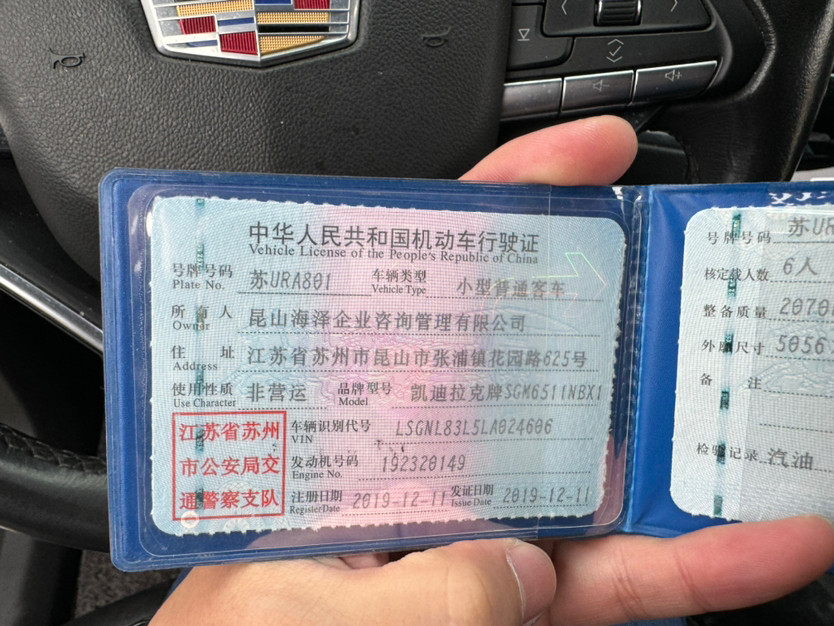 中华人民共和国机动车行驶证
Vehicle License of the People's Republic of China
号牌号码 苏URA801 车辆类型 小型普通客车
Plate No. Vehicle Type
所有人 昆山海泽企业咨询管理有限公司
Owner
住址 江苏省苏州市昆山市张浦镇花园路625号
Address
使用性质 非营运 品牌型号 凯迪拉克牌SGM6511NBX1
Use Character Model
江苏省苏州
市公安局交
通警察支队
车辆识别代号 LSGNL83L5LA024606
VIN
发动机号码 192320149
Engine No.
注册日期 2019-12-11 发证日期 2019-12-11
Register Date Issue Date
号牌号码 苏UR
核定载人数 6人
整备质量 2070
外廓尺寸 5056
备注
检验记录 汽油